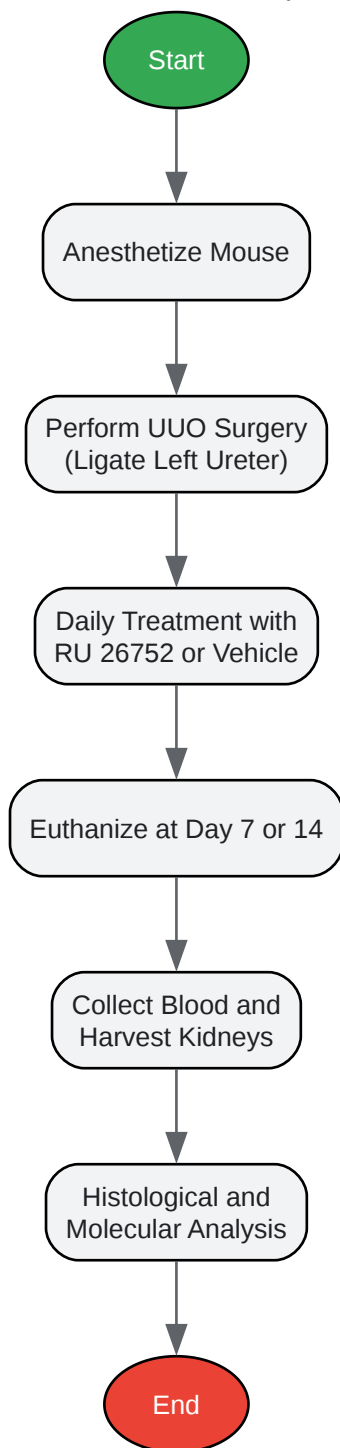 Start
Anesthetize Mouse
Perform UUO Surgery
(Ligate Left Ureter)
Daily Treatment with
RU 26752 or Vehicle
Euthanize at Day 7 or 14
Collect Blood and
Harvest Kidneys
Histological and
Molecular Analysis
End